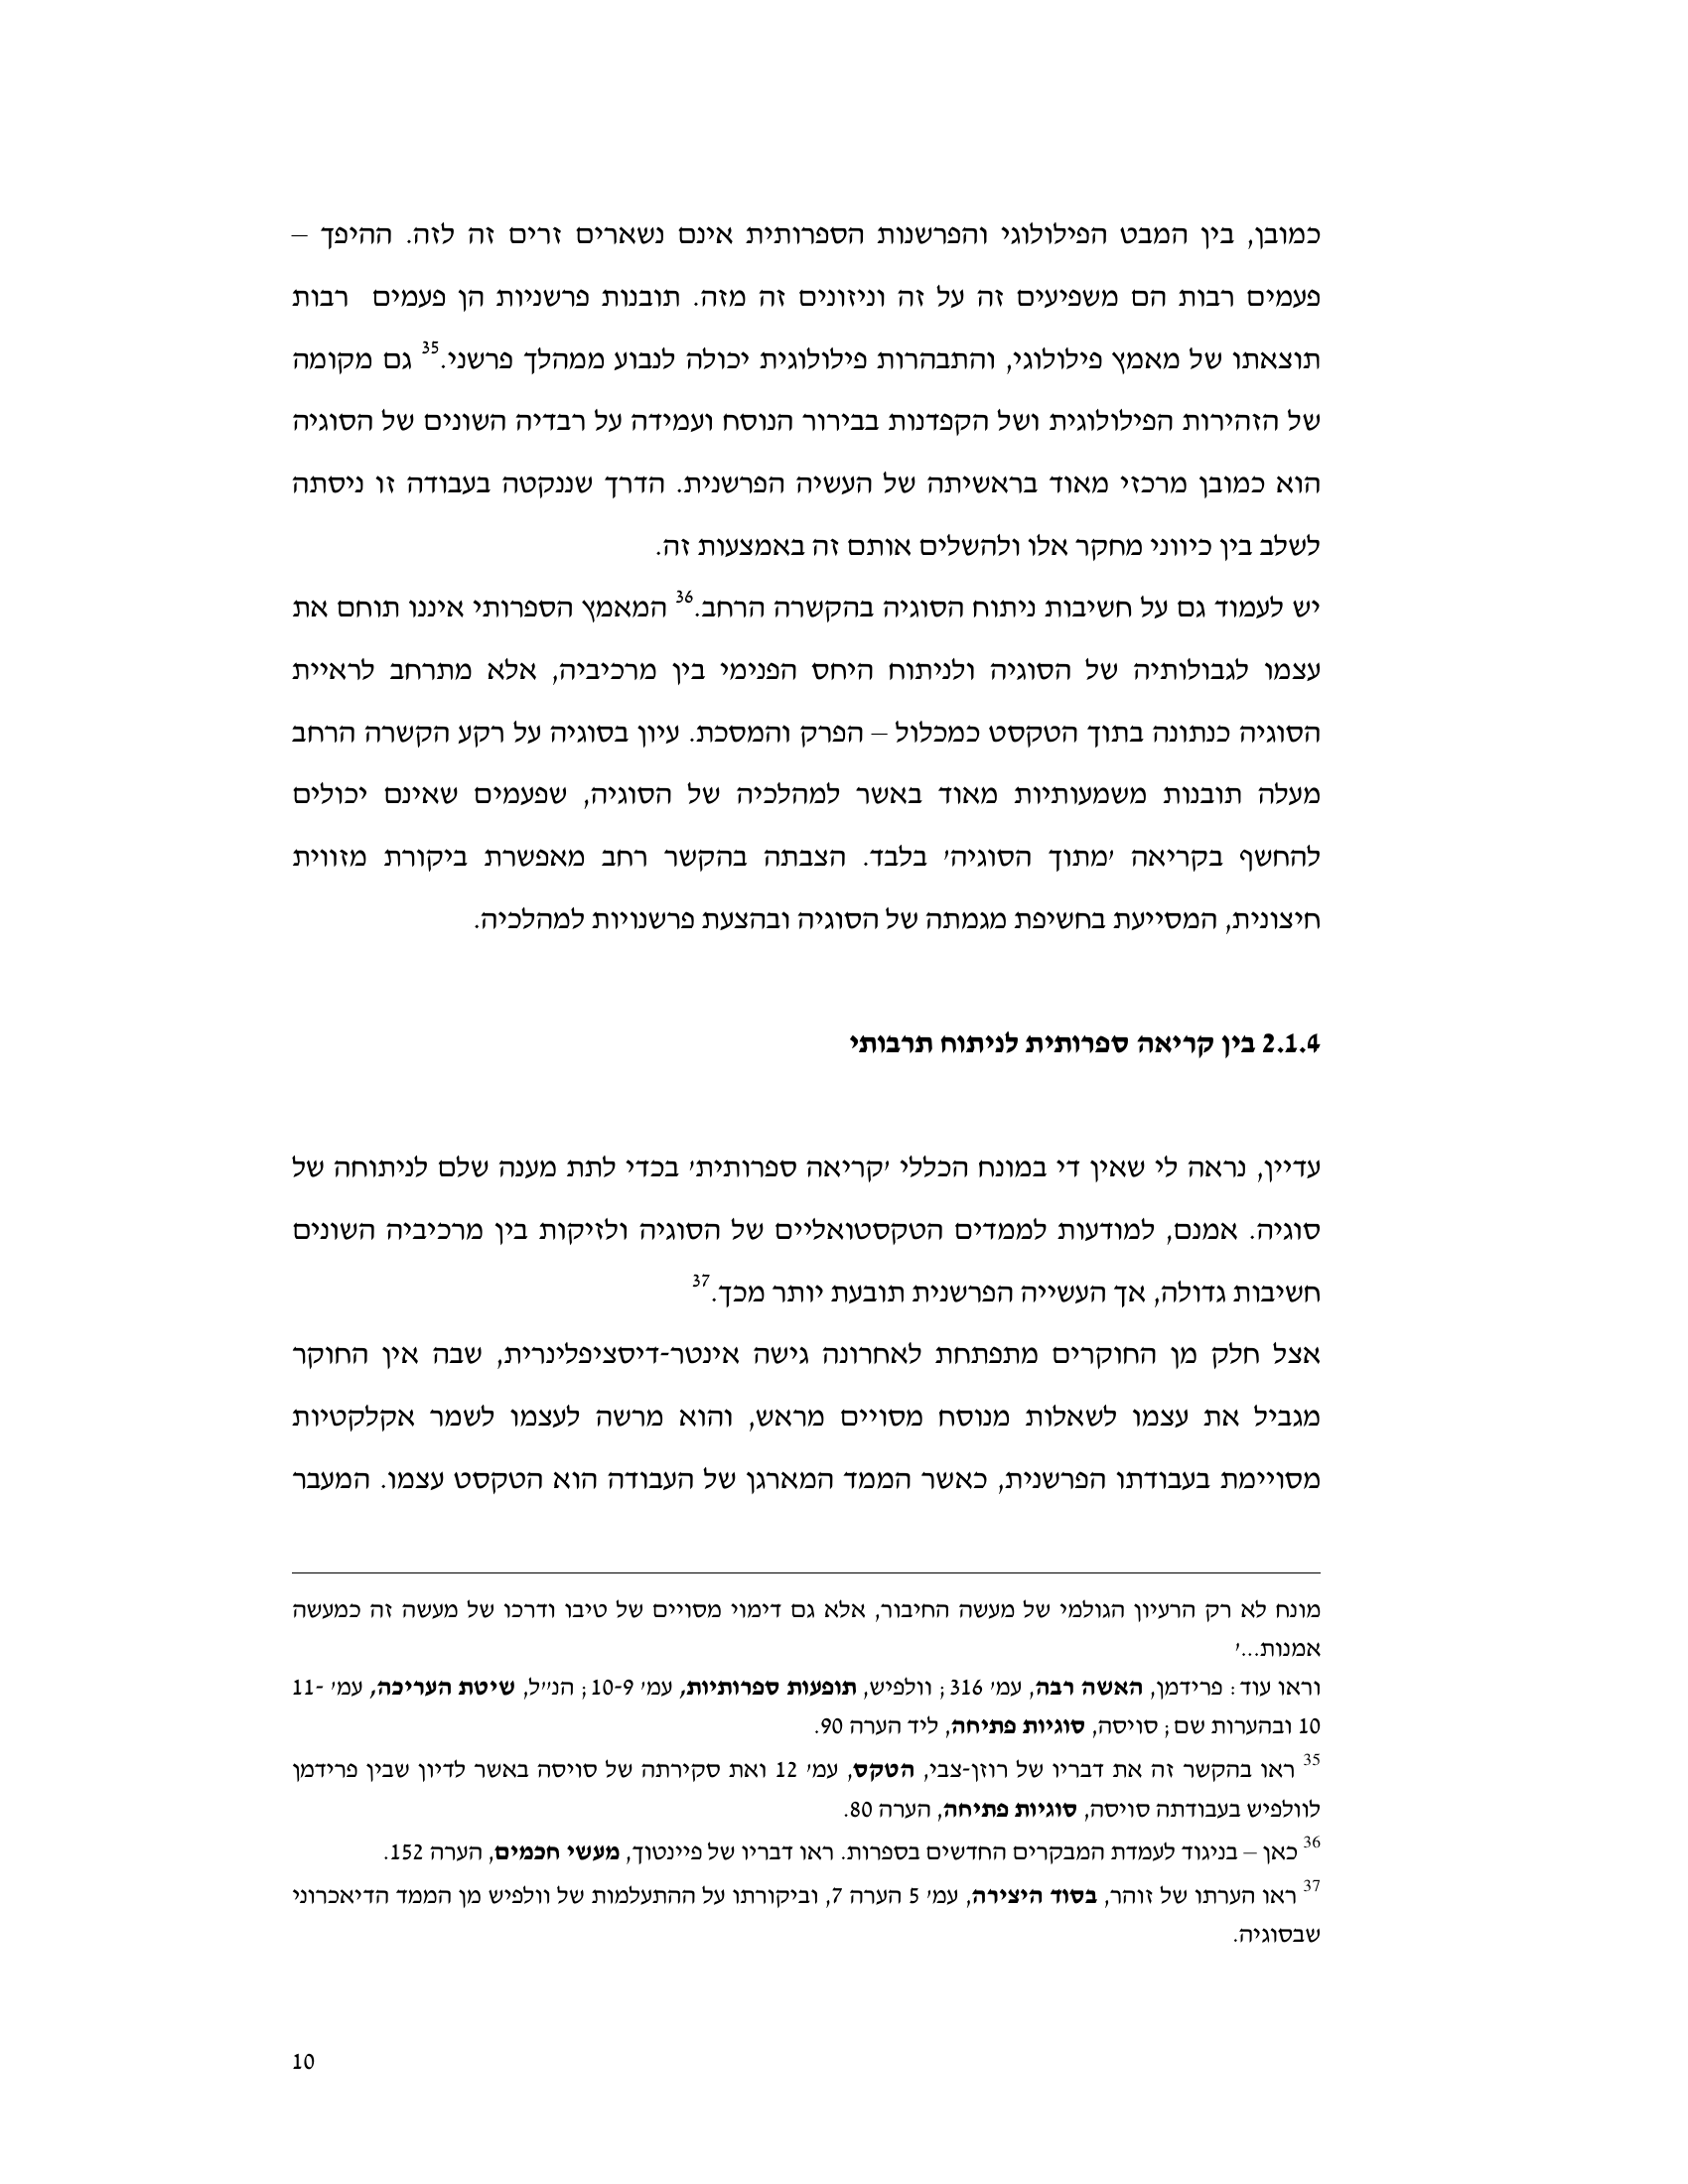 כמובן, בין המבט הפילולוגי והפרשנות הספרותית אינם נשארים זרים זה לזה. ההיפך –
פעמים רבות הם משפיעים זה על זה וניזונים זה מזה. תובנות פרשניות הן פעמים רבות
תוצאתו של מאמץ פילולוגי, והתבהרות פילולוגית יכולה לנבוע ממהלך פרשני.35 גם מקומה
של הזהירות הפילולוגית ושל הקפדנות בבירור הנוסח ועמידה על רבדיה השונים של הסוגיה
הוא כמובן מרכזי מאוד בראשיתה של העשיה הפרשנית. הדרך שננקטה בעבודה זו ניסתה
לשלב בין כיווני מחקר אלו ולהשלים אותם זה באמצעות זה.
יש לעמוד גם על חשיבות ניתוח הסוגיה בהקשרה הרחב.36 המאמץ הספרותי איננו תוחם את
עצמו לגבולותיה של הסוגיה ולניתוח היחס הפנימי בין מרכיביה, אלא מתרחב לראיית
הסוגיה כנתונה בתוך הטקסט כמכלול – הפרק והמסכת. עיון בסוגיה על רקע הקשרה הרחב
מעלה תובנות משמעותיות מאוד באשר למהלכיה של הסוגיה, שפעמים שאינם יכולים
להחשף בקריאה 'מתוך הסוגיה' בלבד. הצבתה בהקשר רחב מאפשרת ביקורת מזווית
חיצונית, המסייעת בחשיפת מגמתה של הסוגיה ובהצעת פרשנויות למהלכיה.
2.1.4 בין קריאה ספרותית לניתוח תרבותי
עדיין, נראה לי שאין די במונח הכללי 'קריאה ספרותית' בכדי לתת מענה שלם לניתוחה של
סוגיה. אמנם, למודעות לממדים הטקסטואליים של הסוגיה ולזיקות בין מרכיביה השונים
חשיבות גדולה, אך העשייה הפרשנית תובעת יותר מכך.37
אצל חלק מן החוקרים מתפתחת לאחרונה גישה אינטר-דיסציפלינרית, שבה אין החוקר
מגביל את עצמו לשאלות מנוסח מסויים מראש, והוא מרשה לעצמו לשמר אקלקטיות
מסויימת בעבודתו הפרשנית, כאשר הממד המארגן של העבודה הוא הטקסט עצמו. המעבר
מונח לא רק הרעיון הגולמי של מעשה החיבור, אלא גם דימוי מסויים של טיבו ודרכו של מעשה זה כמעשה
אמנות...'
וראו עוד: פרידמן, האשה רבה, עמ' 316; וולפיש, תופעות ספרותיות, עמ' 10-9; הנ"ל, שיטת העריכה, עמ' 11-
10 ובהערות שם; סויסה, סוגיות פתיחה, ליד הערה 90.
35 ראו בהקשר זה את דבריו של רוזן-צבי, הטקס, עמ' 12 ואת סקירתה של סויסה באשר לדיון שבין פרידמן
לוולפיש בעבודתה סויסה, סוגיות פתיחה, הערה 80.
36 כאן – בניגוד לעמדת המבקרים החדשים בספרות. ראו דבריו של פיינטוך, מעשי חכמים, הערה 152.
37 ראו הערתו של זוהר, בסוד היצירה, עמ' 5 הערה 7, וביקורתו על ההתעלמות של וולפיש מן הממד הדיאכרוני
שבסוגיה.
10